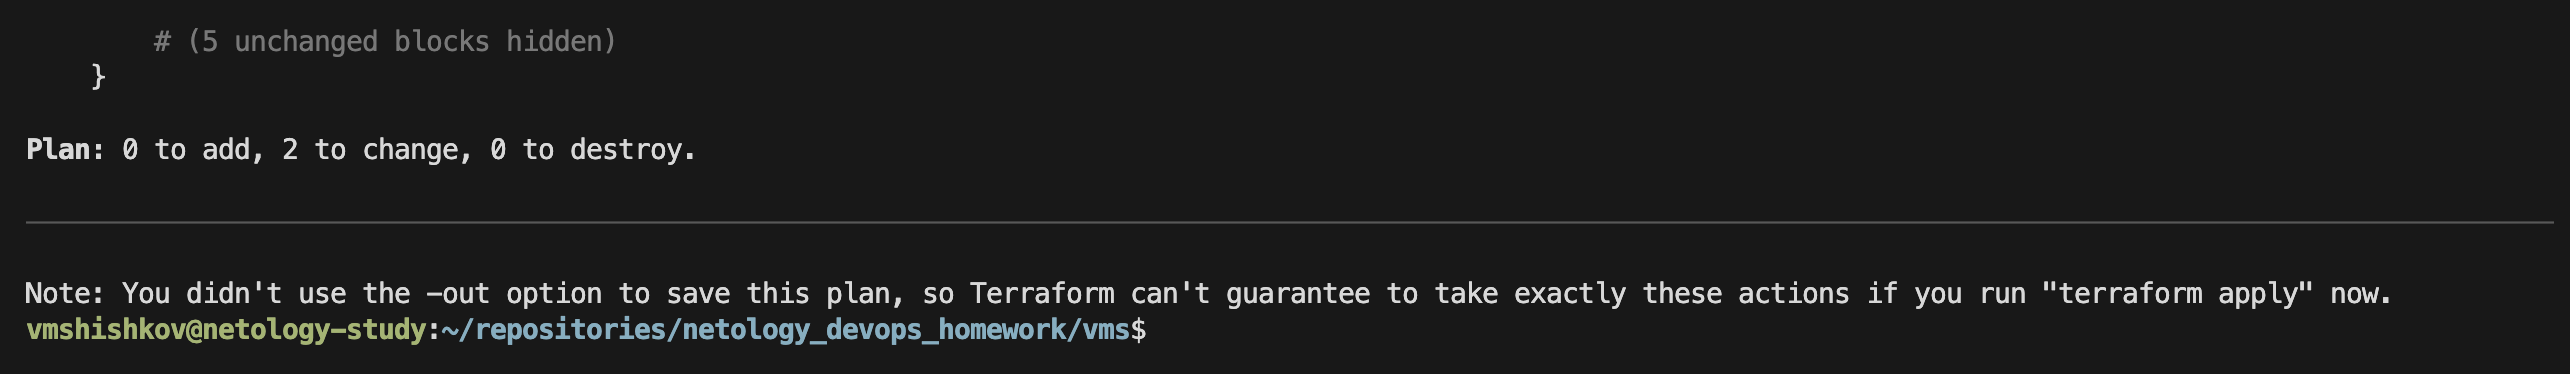 # (5 unchanged blocks hidden)
}
Plan: 0 to add, 2 to change, 0 to destroy.
Note: You didn't use the -out option to save this plan, so Terraform can't guarantee to take exactly these actions if you run "terraform apply" now.
vmshishkov@netology-study:~/repositories/netology_devops_homework/vms$